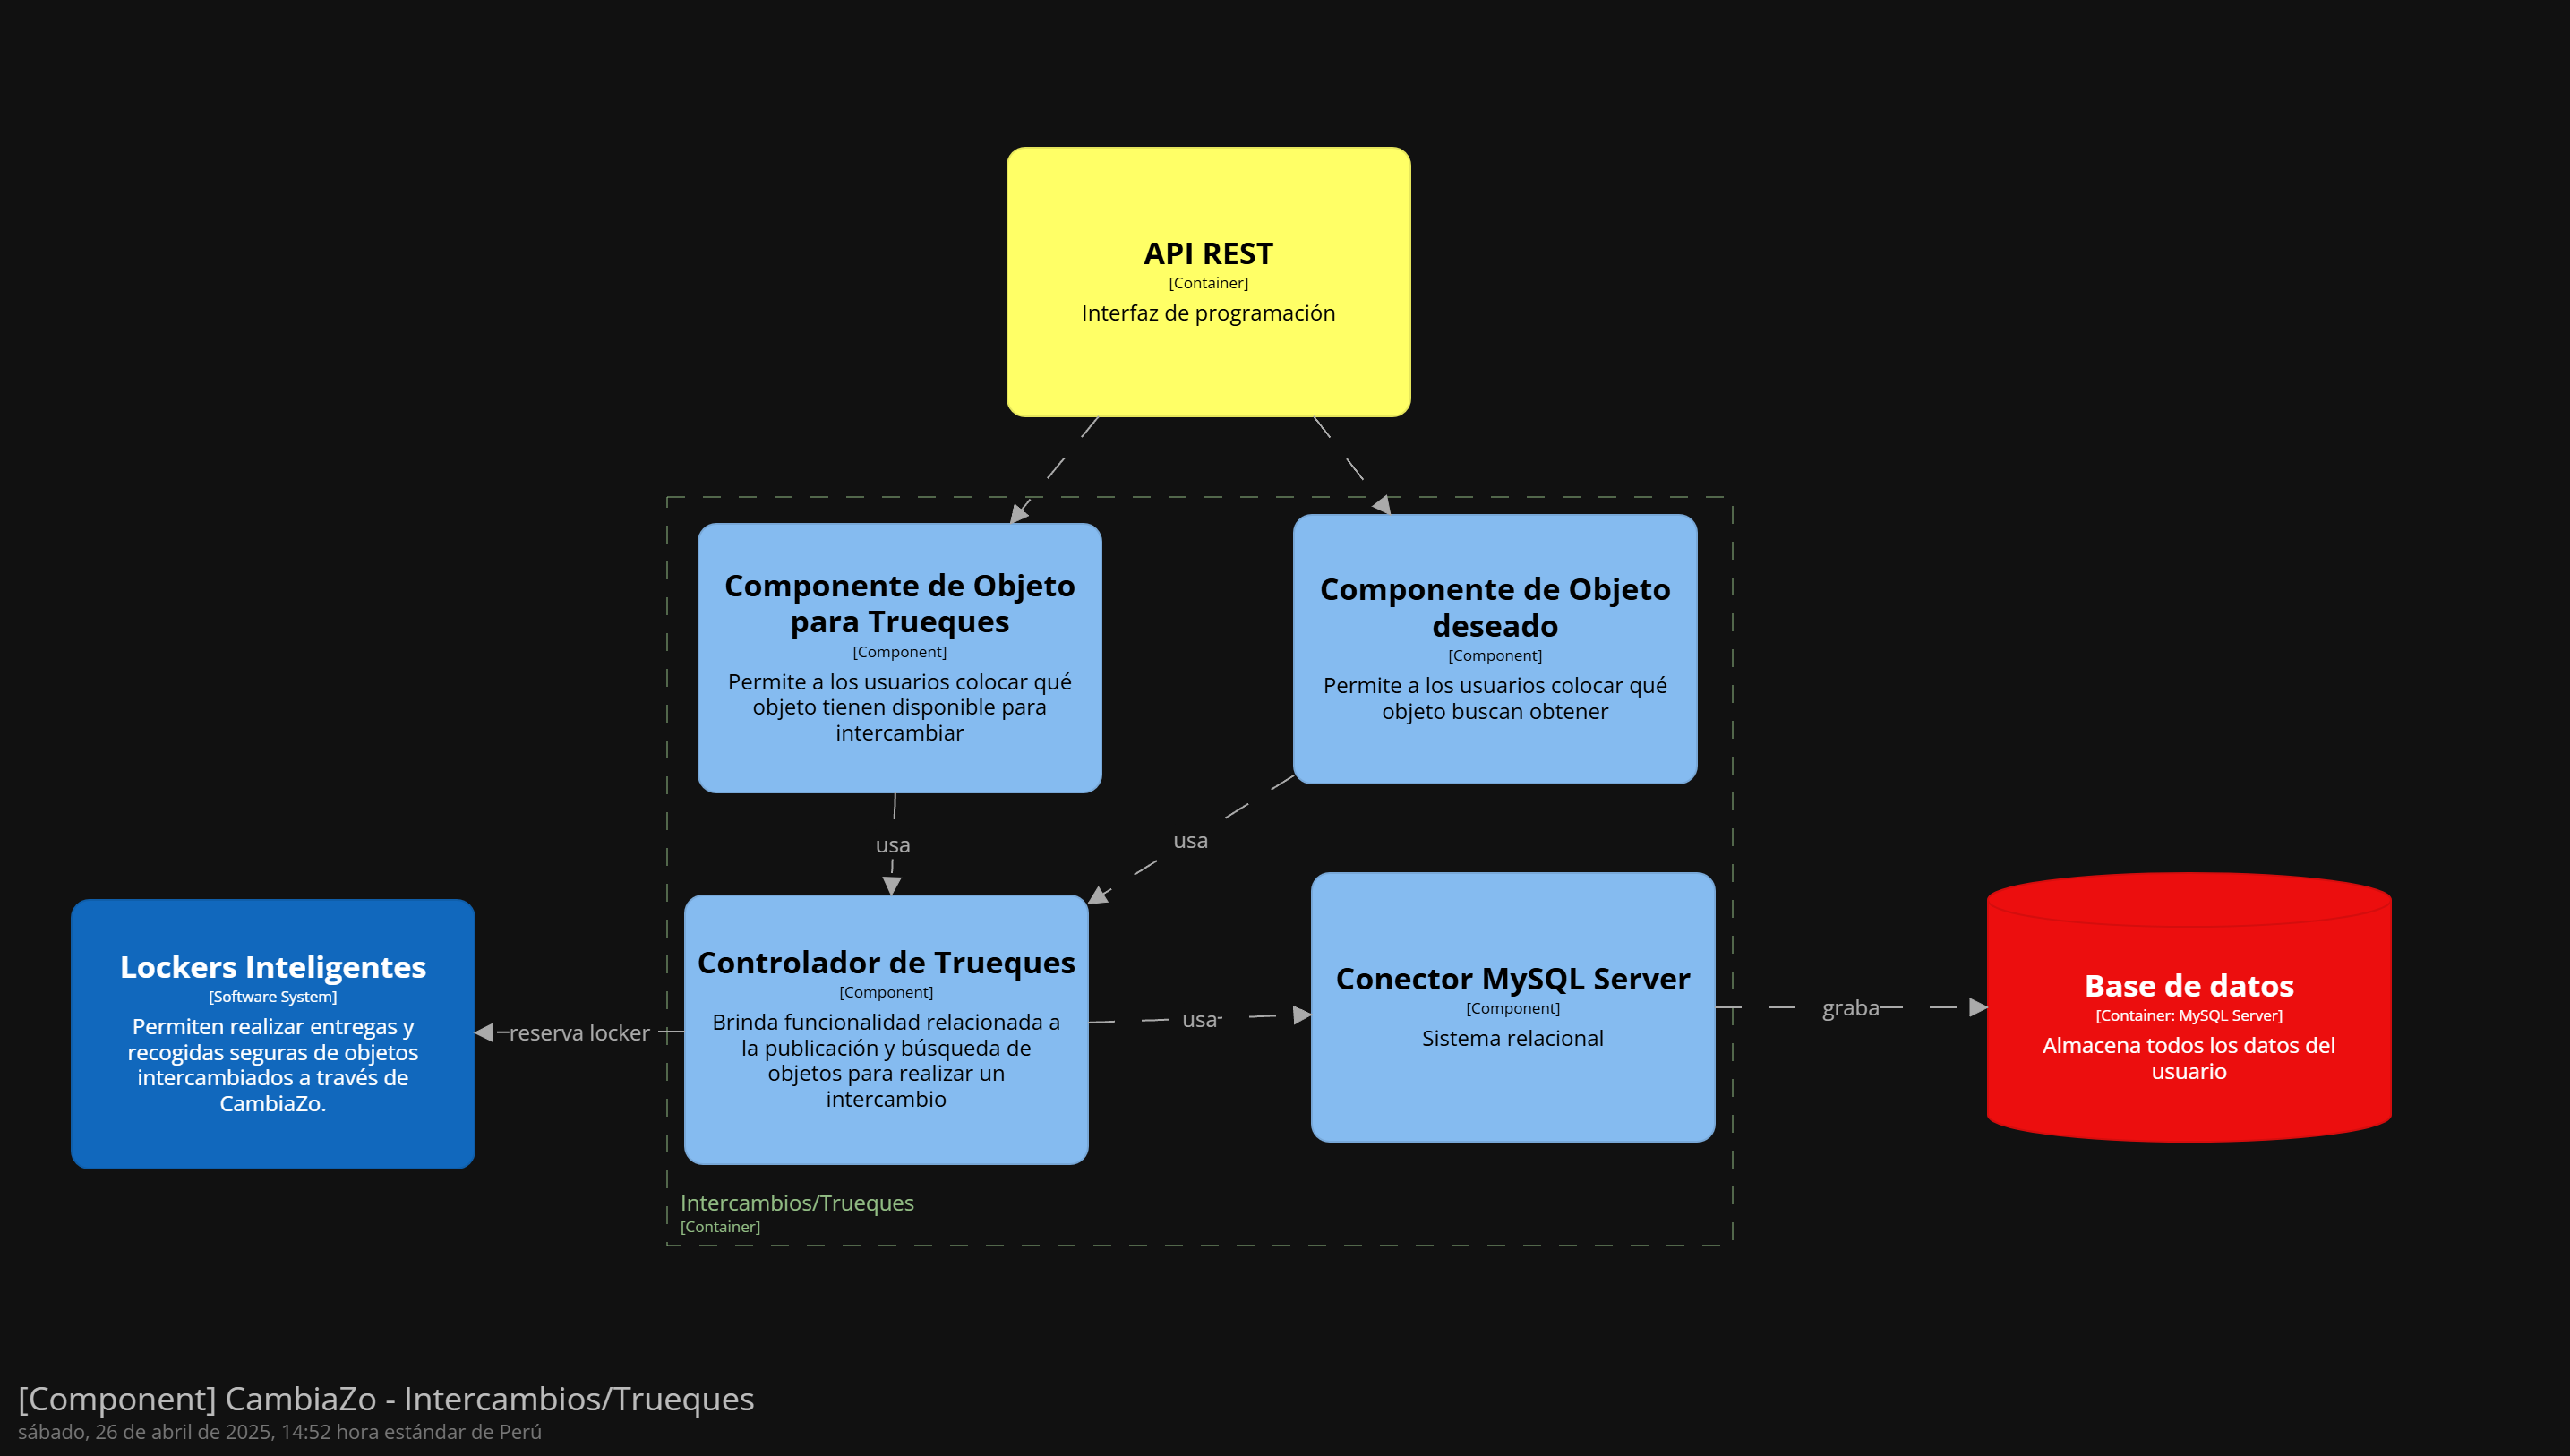 API REST
[Container]
Interfaz de programación
Componente de Objeto
para Trueques
[Component]
Permite a los usuarios colocar qué
objeto tienen disponible para
intercambiar
Componente de Objeto
deseado
[Component]
Permite a los usuarios colocar qué
objeto buscan obtener
usa
usa
Lockers Inteligentes
[Software System]
Permiten realizar entregas y
recogidas seguras de objetos
intercambiados a través de
CambiaZo.
reserva locker
Controlador de Trueques
[Component]
Brinda funcionalidad relacionada a
la publicación y búsqueda de
objetos para realizar un
intercambio
usa
Conector MySQL Server
[Component]
Sistema relacional
graba
Base de datos
[Container: MySQL Server]
Almacena todos los datos del
usuario
Intercambios/Trueques
[Container]
[Component] CambiaZo - Intercambios/Trueques
sábado, 26 de abril de 2025, 14:52 hora estándar de Perú